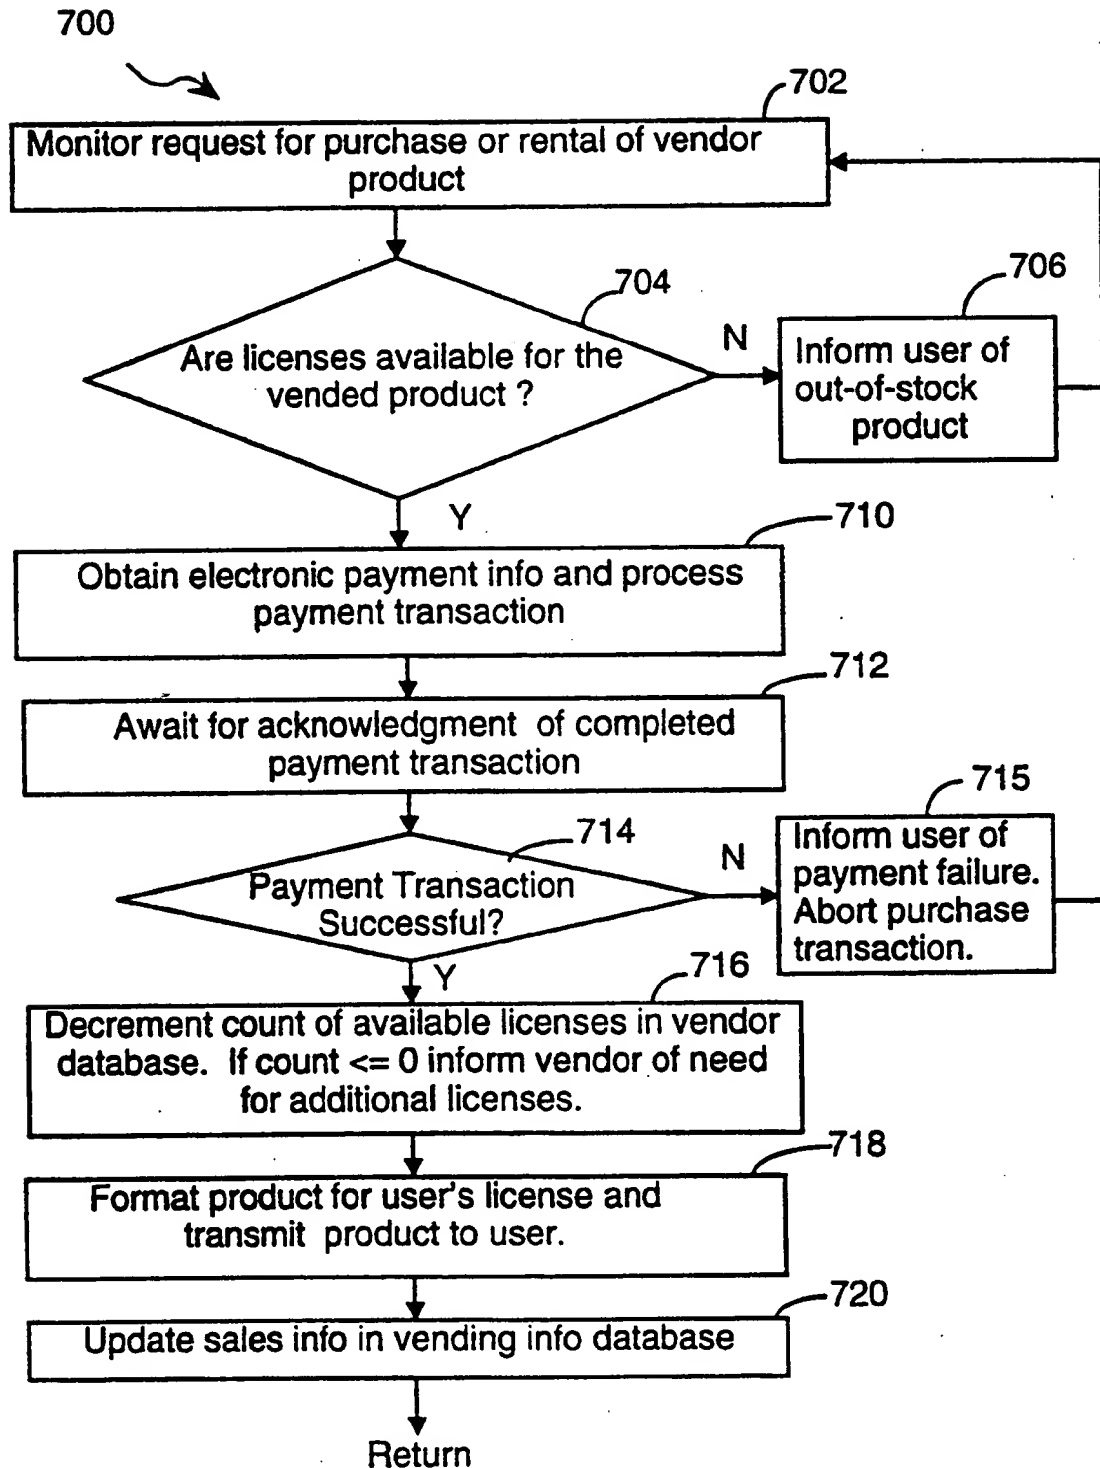 700
702
Monitor request for purchase or rental of vendor
product
704
706
Are licenses available for the
vended product ?
N
Inform user of
out-of-stock
product
Y
710
Obtain electronic payment info and process
payment transaction
712
Await for acknowledgment of completed
payment transaction
714
715
Payment Transaction
Successful?
N
Inform user of
payment failure.
Abort purchase
transaction.
Y
716
Decrement count of available licenses in vendor
database. If count <= 0 inform vendor of need
for additional licenses.
718
Format product for user's license and
transmit product to user.
720
Update sales info in vending info database
Return